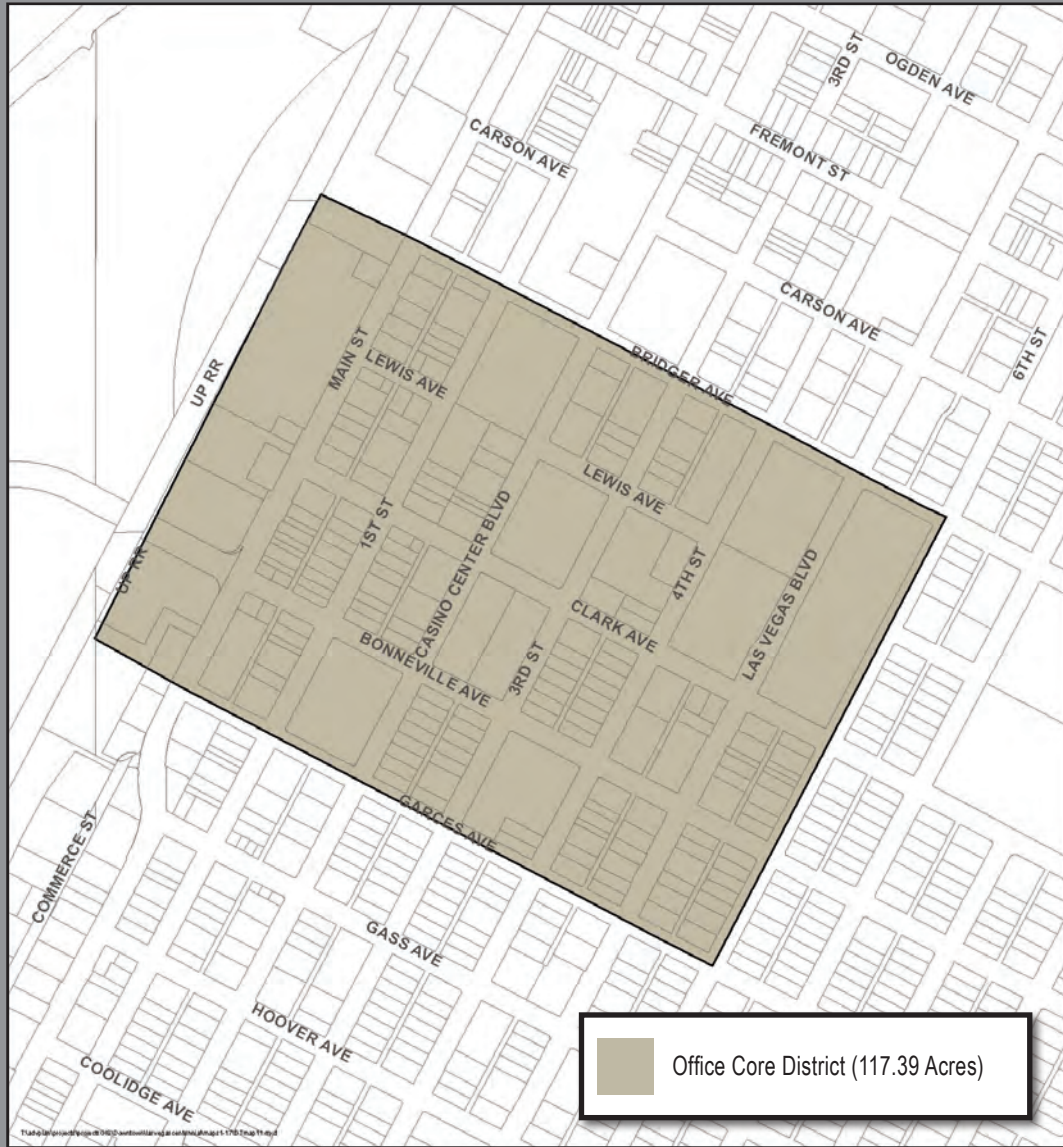 3RD ST
OGDEN AVE
CARSON AVE
FREMONT ST
CARSON AVE
6TH ST
BRIDGER AVE
MAIN ST
LEWIS AVE
UP RR
LEWIS AVE
1ST ST
CASINO CENTER BLVD
4TH ST
LAS VEGAS BLVD
UP RR
CLARK AVE
BONNEVILLE AVE
3RD ST
GARCES AVE
COMMERCE ST
GASS AVE
HOOVER AVE
COOLIDGE AVE
Office Core District (117.39 Acres)